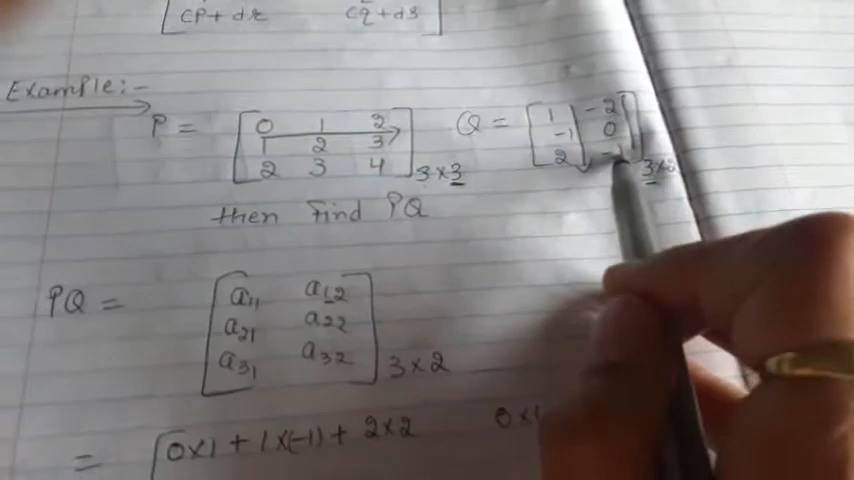 CP+dr cq+ds
Example:-
P = [0 1 2 Q = [1 -2
1 2 3 -1 0
2 3 4] 3×3 2 ] 3×
then find PQ
PQ = [a11 a12
a21 a22
a31 a32] 3×2
= [0×1 + 1×(-1) + 2×2 0×1